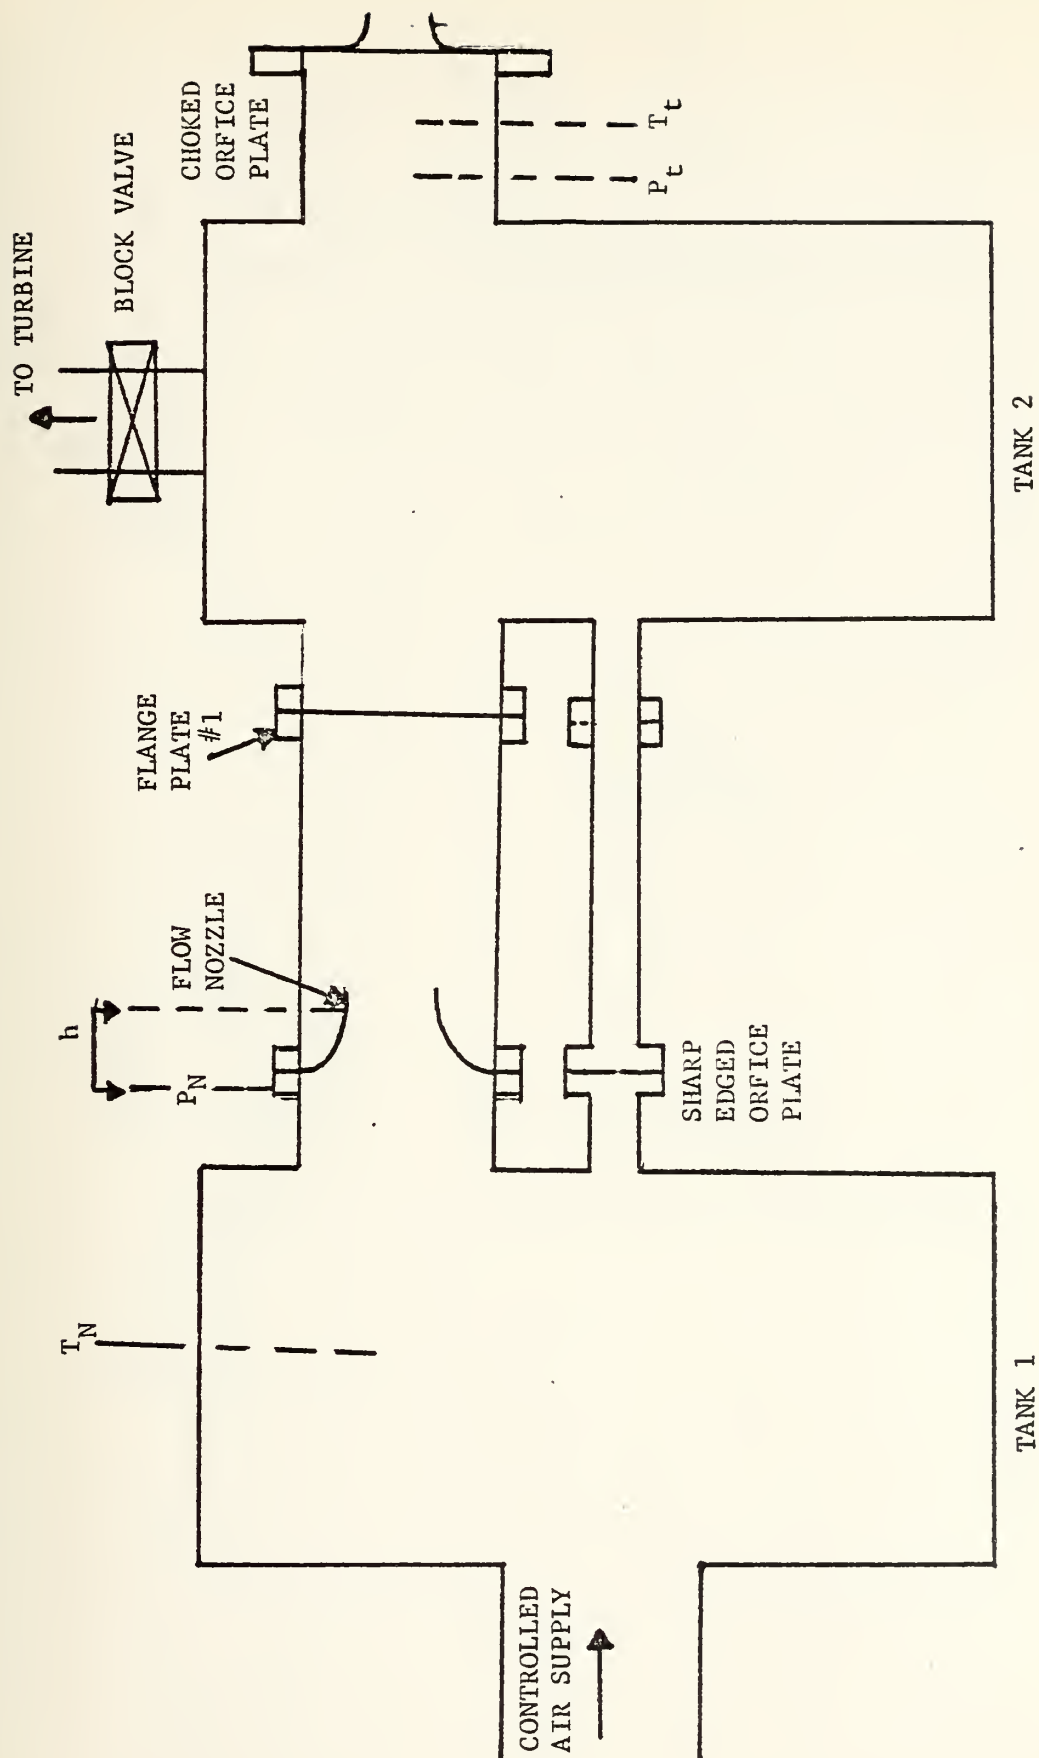 TO TURBINE
BLOCK VALVE
CHOKED
ORFICE
PLATE
P_t
T_t
FLANGE
PLATE
#1
h
P_N
FLOW
NOZZLE
T_N
SHARP
EDGED
ORFICE
PLATE
CONTROLLED
AIR SUPPLY
TANK 1
TANK 2